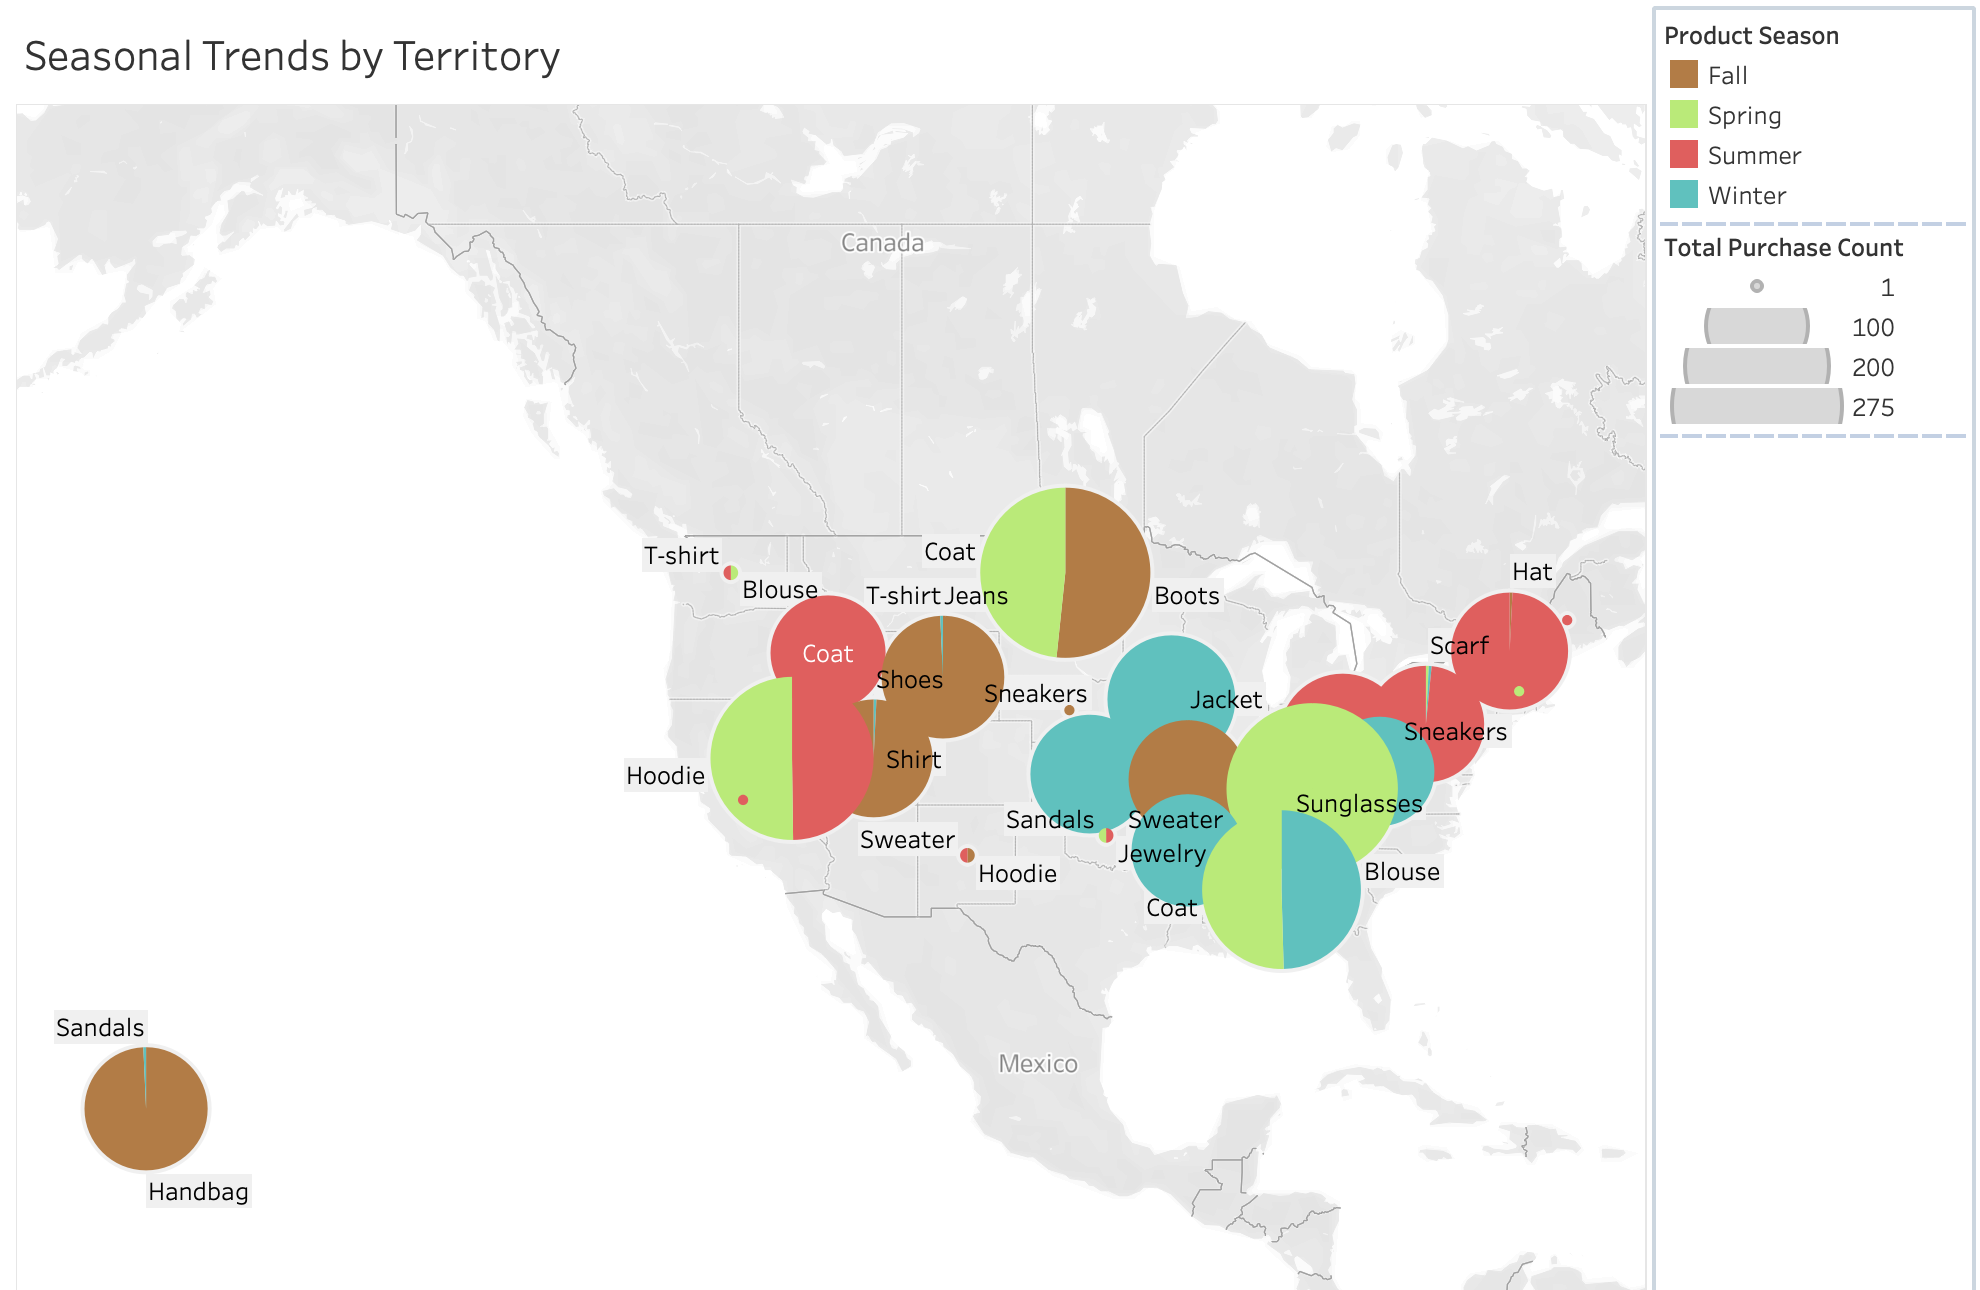 Seasonal Trends by Territory
Product Season
Fall
Spring
Summer
Winter
Total Purchase Count
1
100
200
275
Canada
Coat
T-shirt
Blouse
T-shirt Jeans
Boots
Hat
Scarf
Coat
Shoes
Sneakers
Jacket
Sneakers
Shirt
Hoodie
Sunglasses
Sandals
Sweater
Sweater
Jewelry
Hoodie
Blouse
Coat
Mexico
Sandals
Handbag